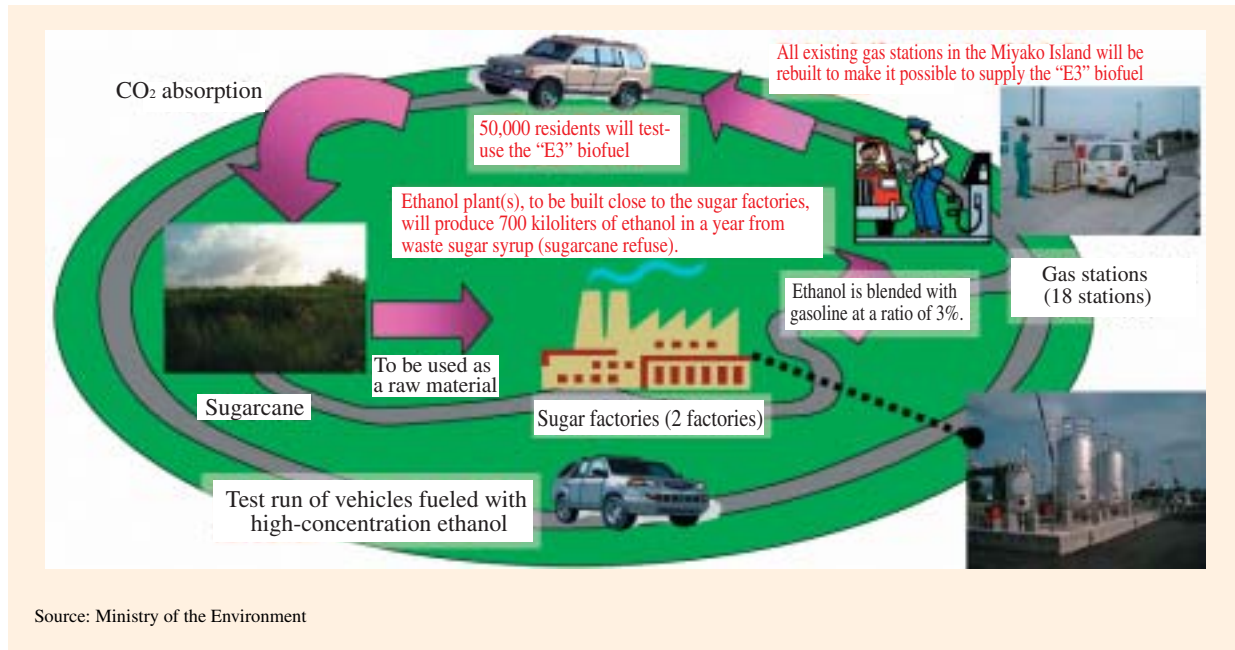 All existing gas stations in the Miyako Island will be
rebuilt to make it possible to supply the “E3” biofuel
CO2 absorption
50,000 residents will test-
use the “E3” biofuel
Ethanol plant(s), to be built close to the sugar factories,
will produce 700 kiloliters of ethanol in a year from
waste sugar syrup (sugarcane refuse).
Gas stations
(18 stations)
Ethanol is blended with
gasoline at a ratio of 3%.
To be used as
a raw material
Sugarcane
Sugar factories (2 factories)
Test run of vehicles fueled with
high-concentration ethanol
Source: Ministry of the Environment